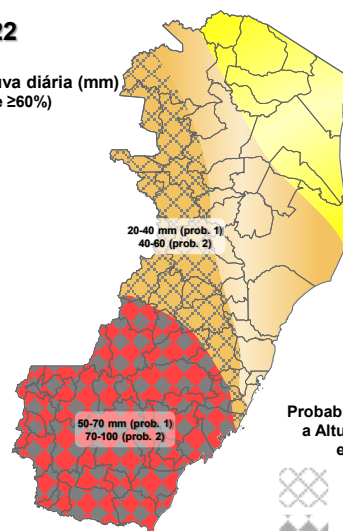 22
uva diária (mm)
e ≥60%)
20-40 mm (prob. 1)
40-60 (prob. 2)
50-70 mm (prob. 1)
70-100 (prob. 2)
Probab
a Altu
e